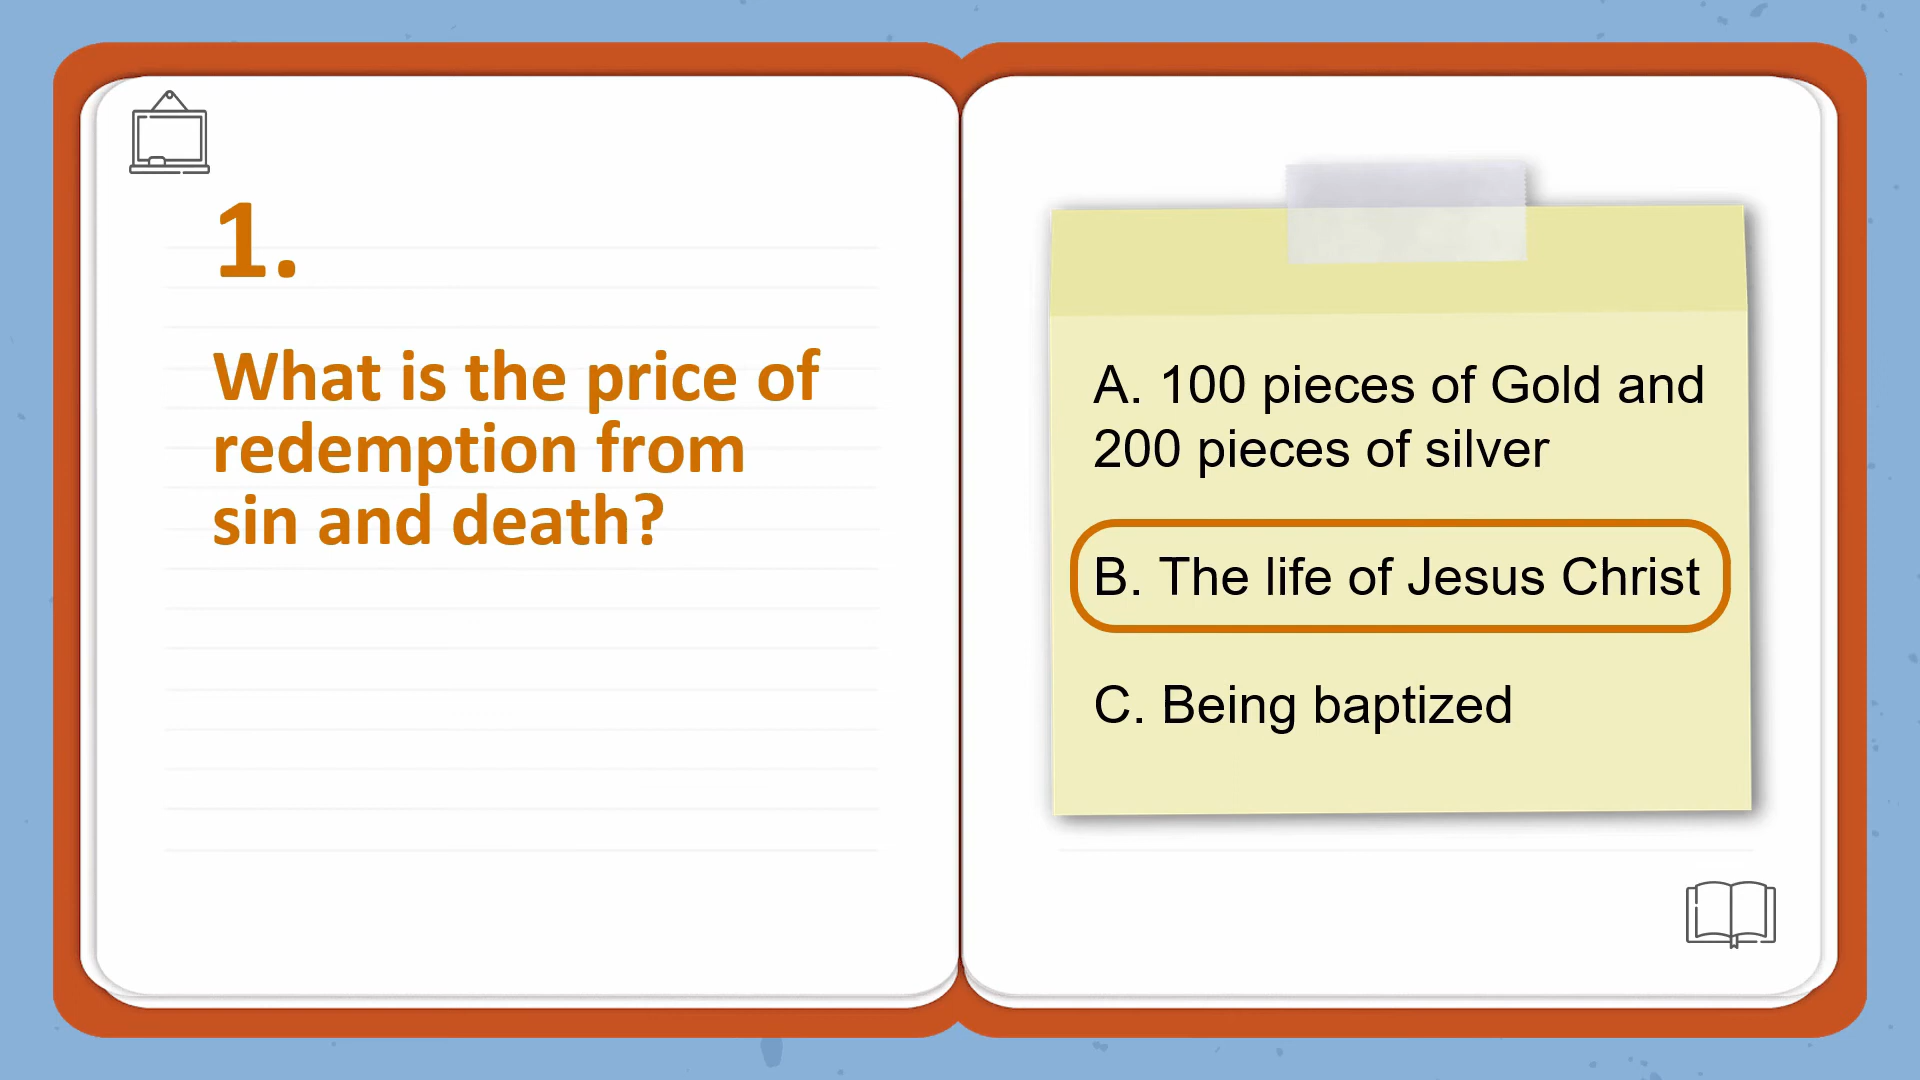 1.
What is the price of
redemption from
sin and death?
A. 100 pieces of Gold and
200 pieces of silver
B. The life of Jesus Christ
C. Being baptized